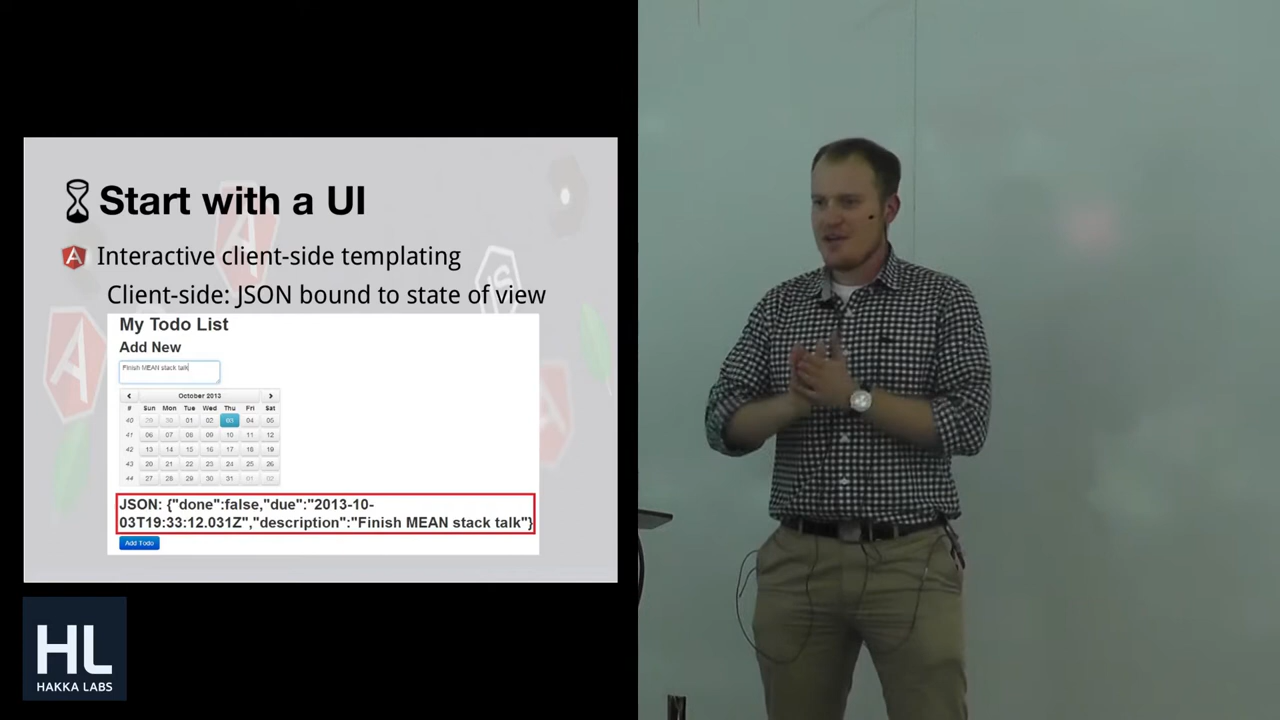 Start with a UI
Interactive client-side templating
Client-side: JSON bound to state of view
My Todo List
Add New
Finish MEAN stack talk
October 2013
# Sun Mon Tue Wed Thu Fri Sat
40 29 30 01 02 03 04 05
41 06 07 08 09 10 11 12
42 13 14 15 16 17 18 19
43 20 21 22 23 24 25 26
44 27 28 29 30 31 01 02
JSON: {"done":false,"due":"2013-10-
03T19:33:12.031Z","description":"Finish MEAN stack talk"}
Add Todo
HL
HAKKA LABS